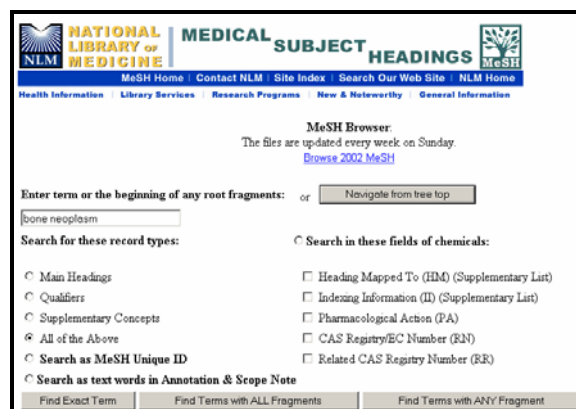 NATIONAL LIBRARY OF MEDICINE
NLM
MEDICAL SUBJECT HEADINGS
MeSH
MeSH Home | Contact NLM | Site Index | Search Our Web Site | NLM Home
Health Information | Library Services | Research Programs | New & Noteworthy | General Information
MeSH Browser.
The files are updated every week on Sunday.
Browse 2002 MeSH
Enter term or the beginning of any root fragments: or Navigate from tree top
bone neoplasm
Search for these record types: Search in these fields of chemicals:
Main Headings Heading Mapped To (HM) (Supplementary List)
Qualifiers Indexing Information (II) (Supplementary List)
Supplementary Concepts Pharmacological Action (PA)
All of the Above CAS Registry/EC Number (RN)
Search as MeSH Unique ID Related CAS Registry Number (RR)
Search as text words in Annotation & Scope Note
Find Exact Term Find Terms with ALL Fragments Find Terms with ANY Fragment